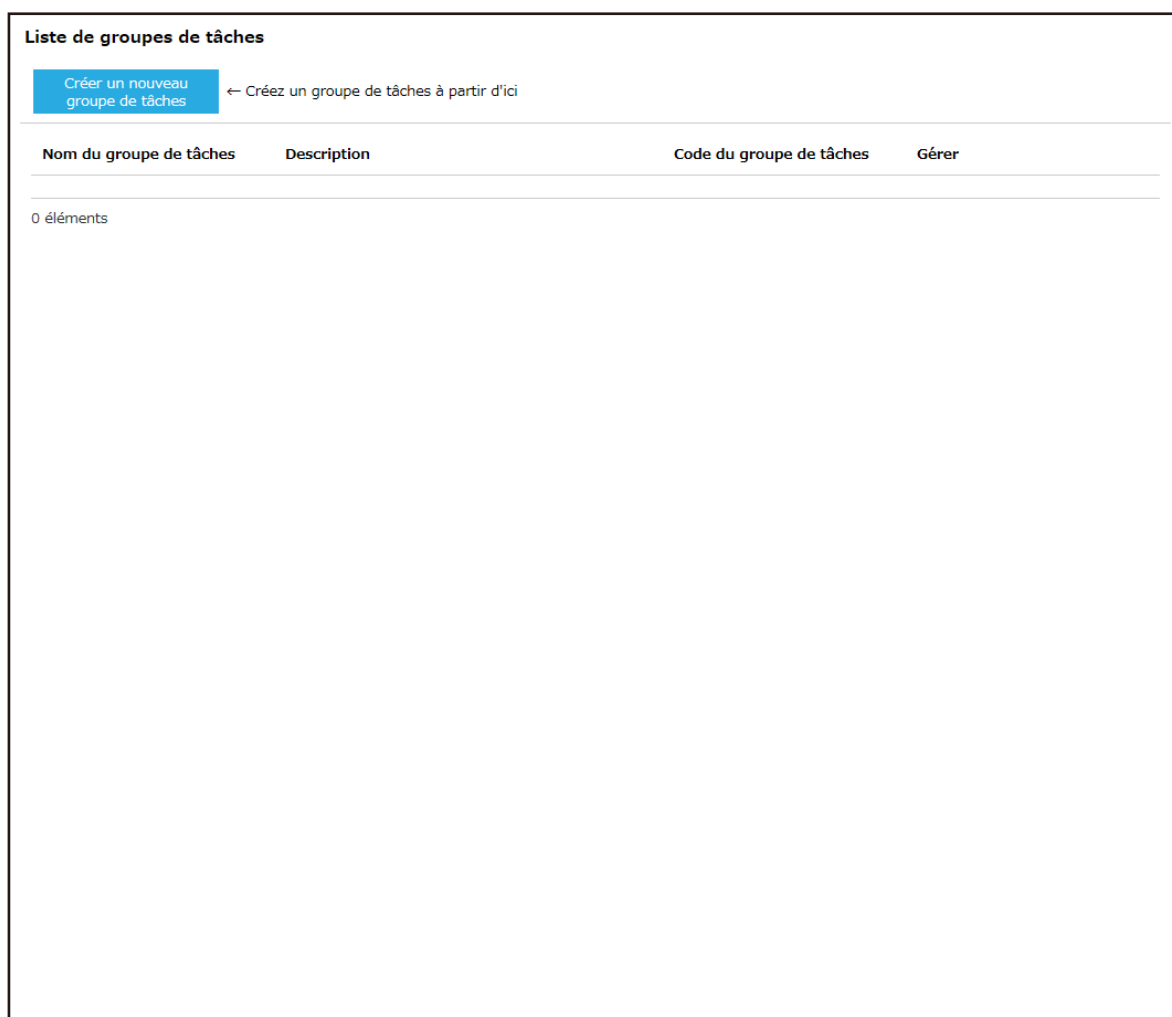 Liste de groupes de tâches
Créer un nouveau
groupe de tâches
← Créez un groupe de tâches à partir d'ici
Nom du groupe de tâches Description Code du groupe de tâches Gérer
0 éléments